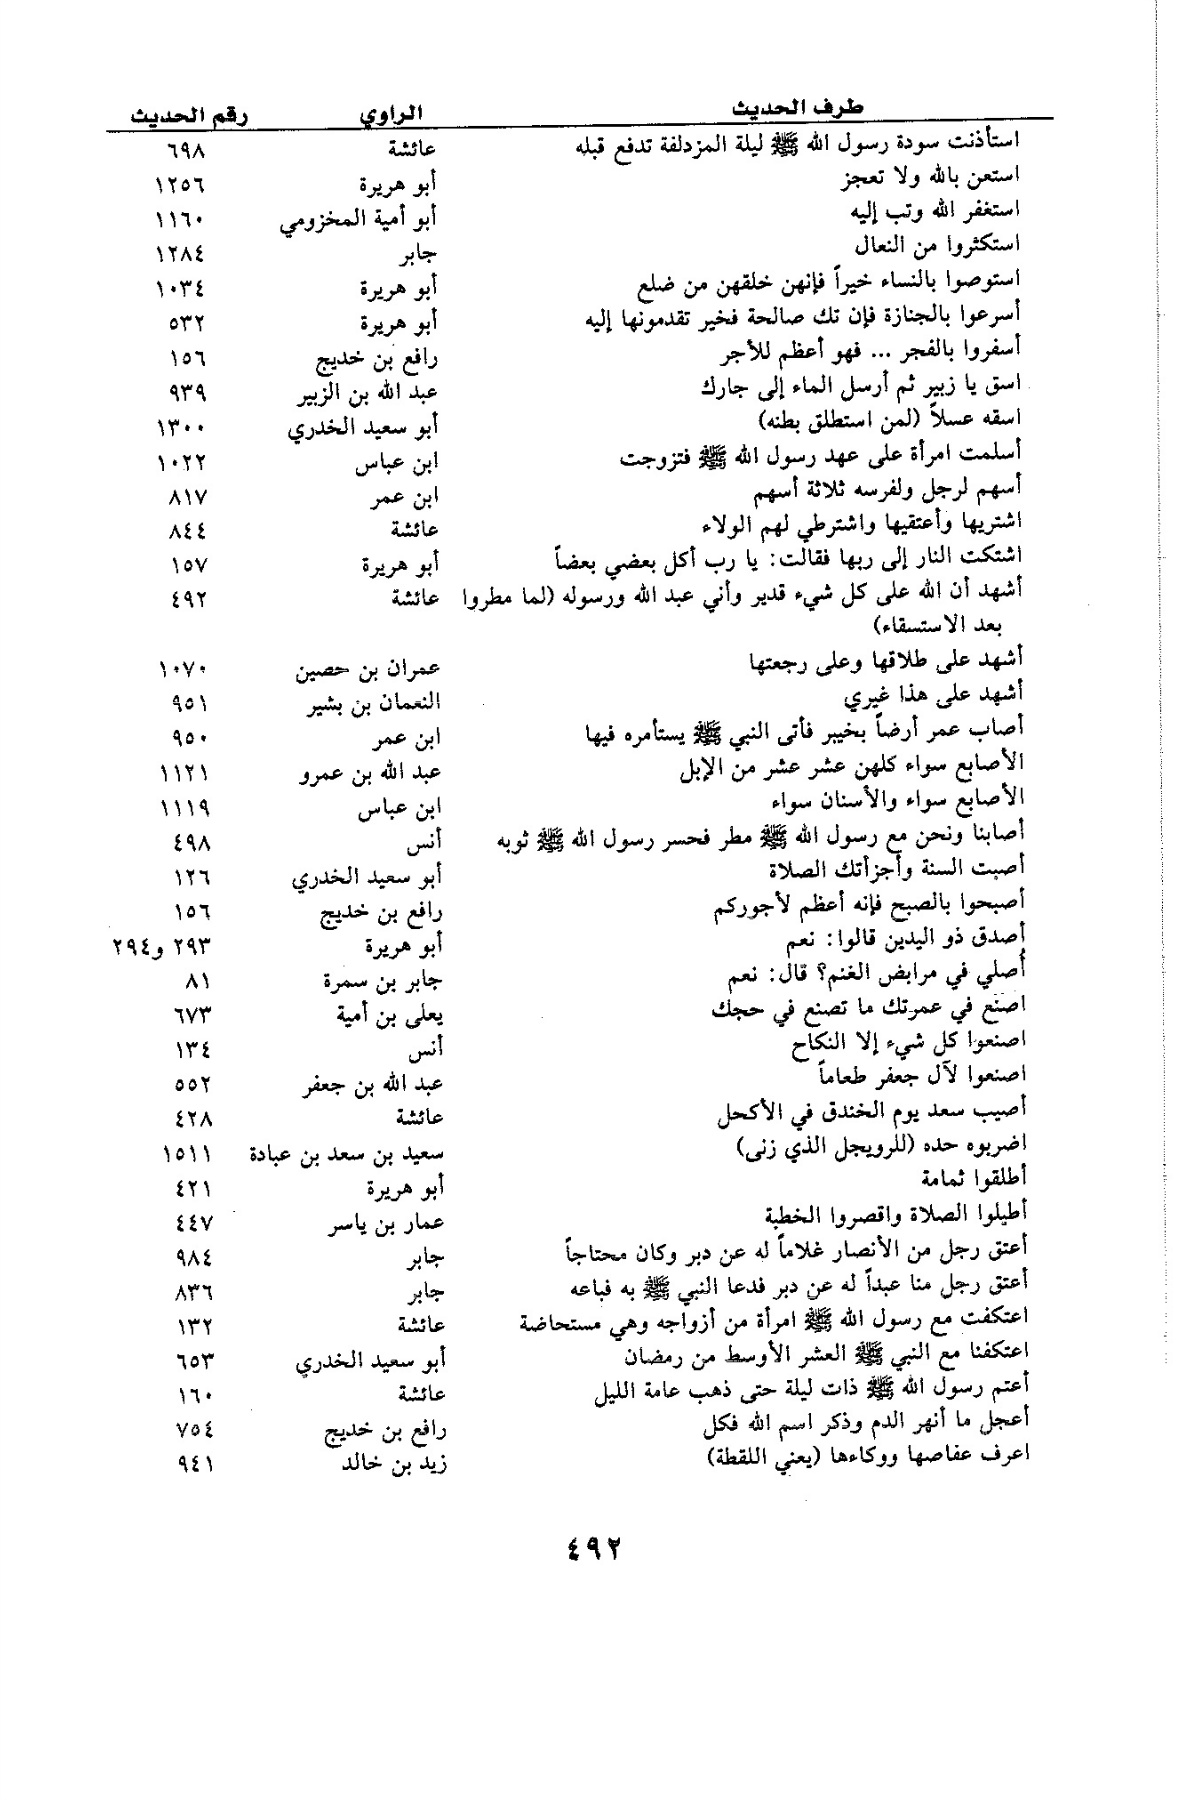 طرف الحديث الراوي رقم الحديث
استأذنت سودة رسول الله ﷺ ليلة المزدلفة تدفع قبله عائشة ٦٩٨
استعن بالله ولا تعجز أبو هريرة ١٢٥٦
استغفر الله وتب إليه أبو أمية المخزومي ١١٦٠
استكثروا من النعال جابر ١٢٨٤
استوصوا بالنساء خيراً فإنهن خلقهن من ضلع أبو هريرة ١٠٣٤
أسرعوا بالجنازة فإن تك صالحة فخير تقدمونها إليه أبو هريرة ٥٣٢
أسفروا بالفجر ... فهو أعظم للأجر رافع بن خديج ١٥٦
اسق يا زبير ثم أرسل الماء إلى جارك عبد الله بن الزبير ٩٣٩
اسقه عسلاً (لمن استطلق بطنه) أبو سعيد الخدري ١٣٠٠
أسلمت امرأة على عهد رسول الله ﷺ فتزوجت ابن عباس ١٠٢٢
أسهم لرجل ولفرسه ثلاثة أسهم ابن عمر ٨١٧
اشتريها وأعتقيها واشترطي لهم الولاء عائشة ٨٤٤
اشتكت النار إلى ربها فقالت: يا رب أكل بعضي بعضاً أبو هريرة ١٥٧
أشهد أن الله على كل شيء قدير وأني عبد الله ورسوله (لما مطروا عائشة ٤٩٢
بعد الاستسقاء)
أشهد على طلاقها وعلى رجعتها عمران بن حصين ١٠٧٠
أشهد على هذا غيري النعمان بن بشير ٩٥١
أصاب عمر أرضاً بخيبر فأتى النبي ﷺ يستأمره فيها ابن عمر ٩٥٠
الأصابع سواء كلهن عشر عشر من الإبل عبد الله بن عمرو ١١٢١
الأصابع سواء والأسنان سواء ابن عباس ١١١٩
أصابنا ونحن مع رسول الله ﷺ مطر فحسر رسول الله ﷺ ثوبه أنس ٤٩٨
أصبت السنة وأجزأتك الصلاة أبو سعيد الخدري ١٢٦
أصبحوا بالصبح فإنه أعظم لأجوركم رافع بن خديج ١٥٦
أصدق ذو اليدين قالوا: نعم أبو هريرة ٢٩٣ و٢٩٤
أُصلي في مرابض الغنم؟ قال: نعم جابر بن سمرة ٨١
اصنع في عمرتك ما تصنع في حجك يعلى بن أمية ٦٧٣
اصنعوا كل شيء إلا النكاح أنس ١٣٤
اصنعوا لآل جعفر طعاماً عبد الله بن جعفر ٥٥٢
أصيب سعد يوم الخندق في الأكحل عائشة ٤٢٨
اضربوه حده (للرويجل الذي زنى) سعيد بن سعد بن عبادة ١٥١١
أطلقوا ثمامة أبو هريرة ٤٢١
أطيلوا الصلاة واقصروا الخطبة عمار بن ياسر ٤٤٧
أعتق رجل من الأنصار غلاماً له عن دبر وكان محتاجاً جابر ٩٨٤
أعتق رجل منا عبداً له عن دبر فدعا النبي ﷺ به فباعه جابر ٨٣٦
اعتكفت مع رسول الله ﷺ امرأة من أزواجه وهي مستحاضة عائشة ١٣٢
اعتكفنا مع النبي ﷺ العشر الأوسط من رمضان أبو سعيد الخدري ٦٥٣
أعتم رسول الله ﷺ ذات ليلة حتى ذهب عامة الليل عائشة ١٦٠
أعجل ما أنهر الدم وذكر اسم الله فكل رافع بن خديج ٧٥٤
اعرف عفاصها ووكاءها (يعني اللقطة) زيد بن خالد ٩٤١
٤٩٢